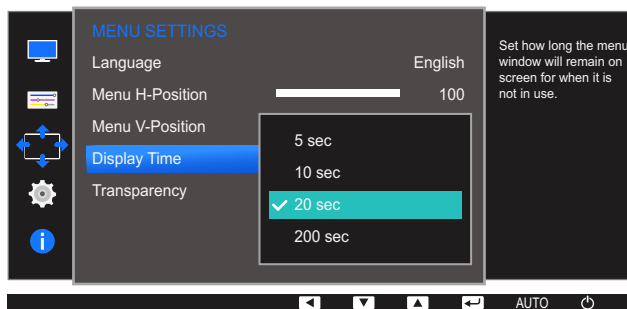 MENU SETTINGS
Language English
Menu H-Position 100
Menu V-Position
Display Time
Transparency
5 sec
10 sec
20 sec
200 sec
Set how long the menu
window will remain on
screen for when it is
not in use.
i
AUTO